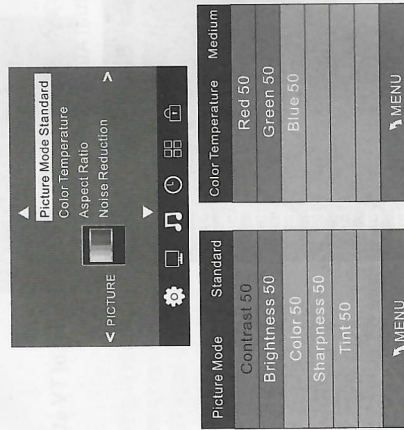 Picture Mode Standard
Color Temperature
Aspect Ratio
Noise Reduction
PICTURE
Picture Mode Standard
Contrast 50
Brightness 50
Color 50
Sharpness 50
Tint 50
MENU
Color Temperature Medium
Red 50
Green 50
Blue 50
MENU